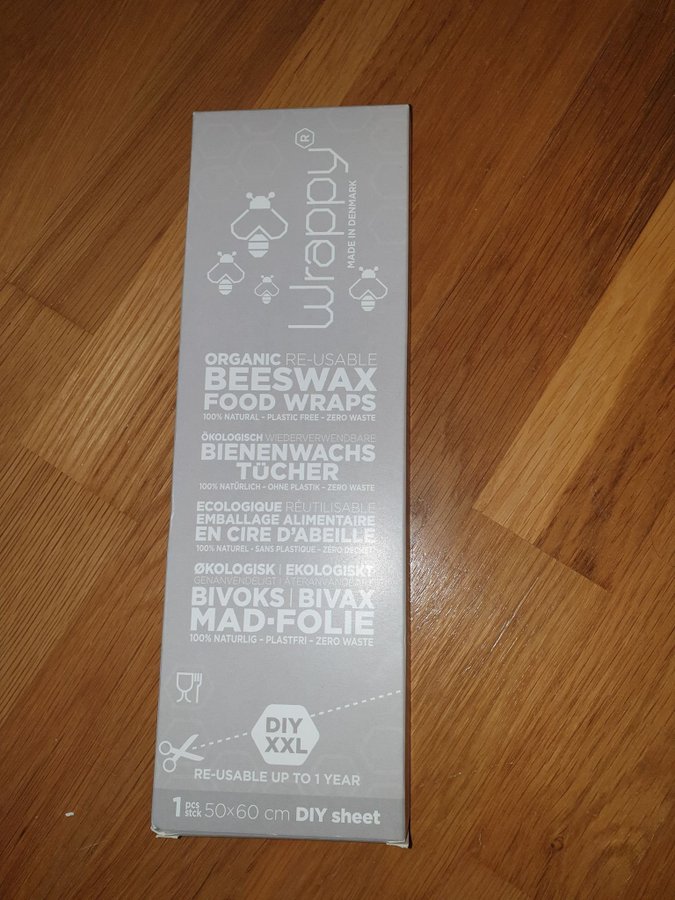 wrappy®
MADE IN DENMARK
ORGANIC RE-USABLE
BEESWAX
FOOD WRAPS
100% NATURAL - PLASTIC FREE - ZERO WASTE
ÖKOLOGISCH WIEDERVERWENDBARE
BIENENWACHS
TÜCHER
100% NATÜRLICH - OHNE PLASTIK - ZERO WASTE
ECOLOGIQUE RÉUTILISABLE
EMBALLAGE ALIMENTAIRE
EN CIRE D'ABEILLE
100% NATUREL - SANS PLASTIQUE - ZÉRO DECHET
ØKOLOGISK | EKOLOGISKT
GENANVENDELIGT | ÅTERANVÄNDBART
BIVOKS | BIVAX
MAD·FOLIE
100% NATURLIG - PLASTFRI - ZERO WASTE
DIY
XXL
RE-USABLE UP TO 1 YEAR
1 pcs stck 50×60 cm DIY sheet